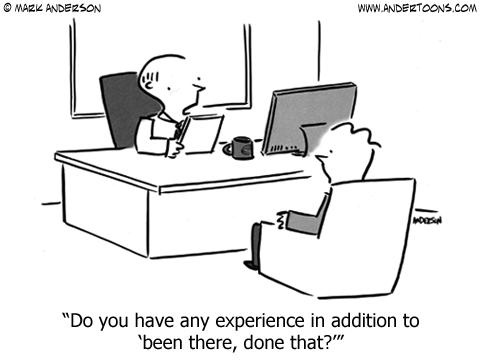 © MARK ANDERSON
WWW.ANDERTOONS.COM
ANDERSON
“Do you have any experience in addition to
‘been there, done that?’”